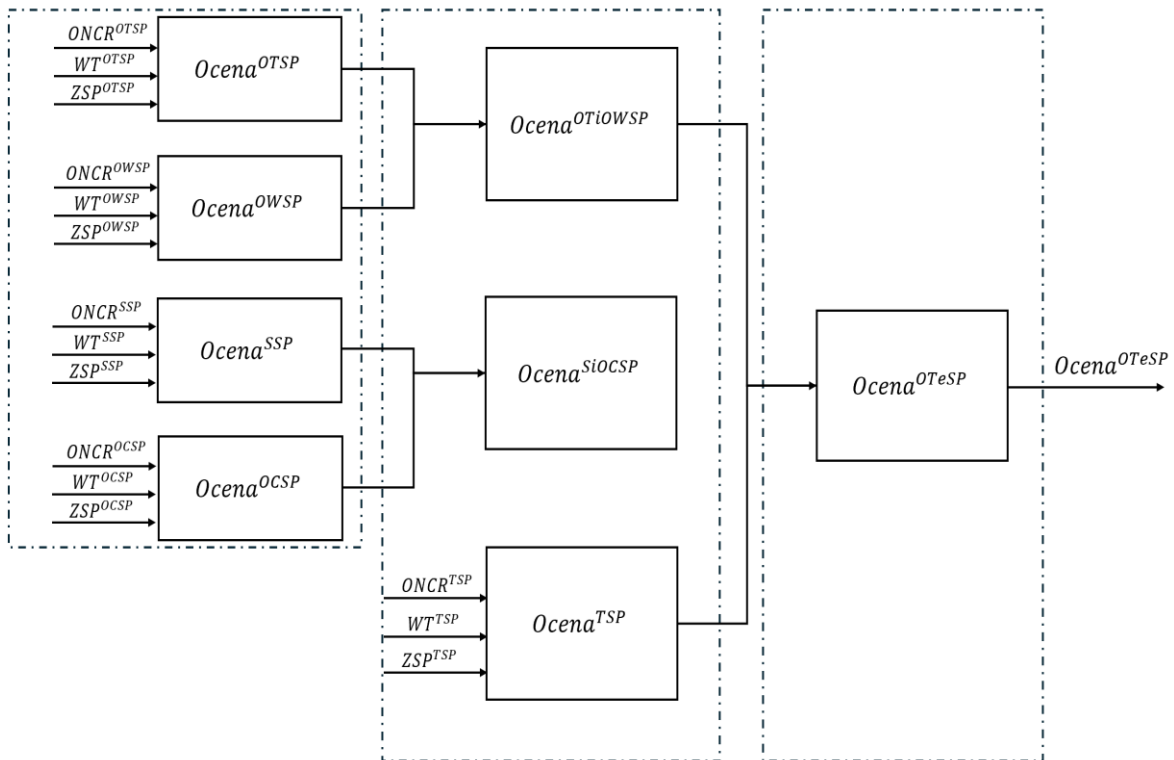 ONCR^OTSP
WT^OTSP
ZSP^OTSP
Ocena^OTSP
ONCR^OWSP
WT^OWSP
ZSP^OWSP
Ocena^OWSP
ONCR^SSP
WT^SSP
ZSP^SSP
Ocena^SSP
ONCR^OCSP
WT^OCSP
ZSP^OCSP
Ocena^OCSP
Ocena^OTiOWSP
Ocena^SiOCSP
ONCR^TSP
WT^TSP
ZSP^TSP
Ocena^TSP
Ocena^OTeSP
Ocena^OTeSP